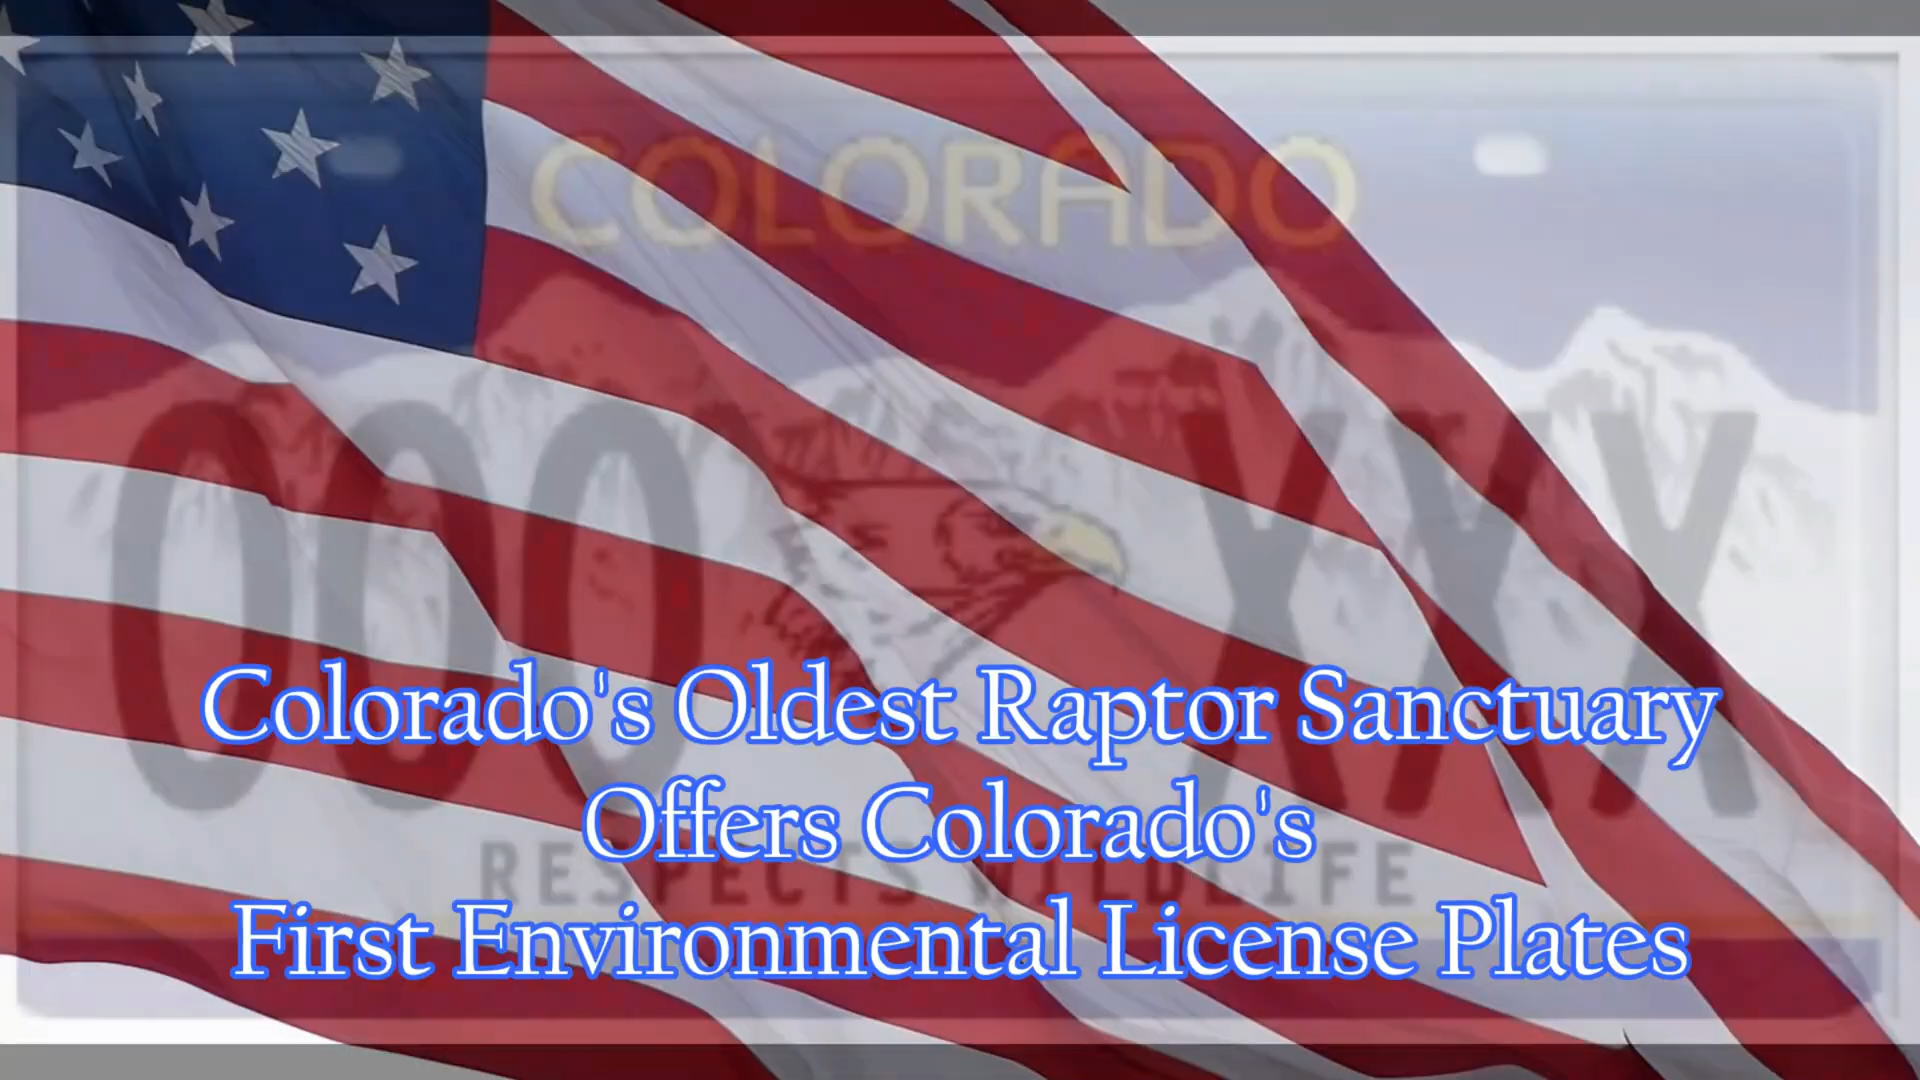 COLORADO
000 XXX
Colorado's Oldest Raptor Sanctuary
Offers Colorado's
RESPECTS WILDLIFE
First Environmental License Plates